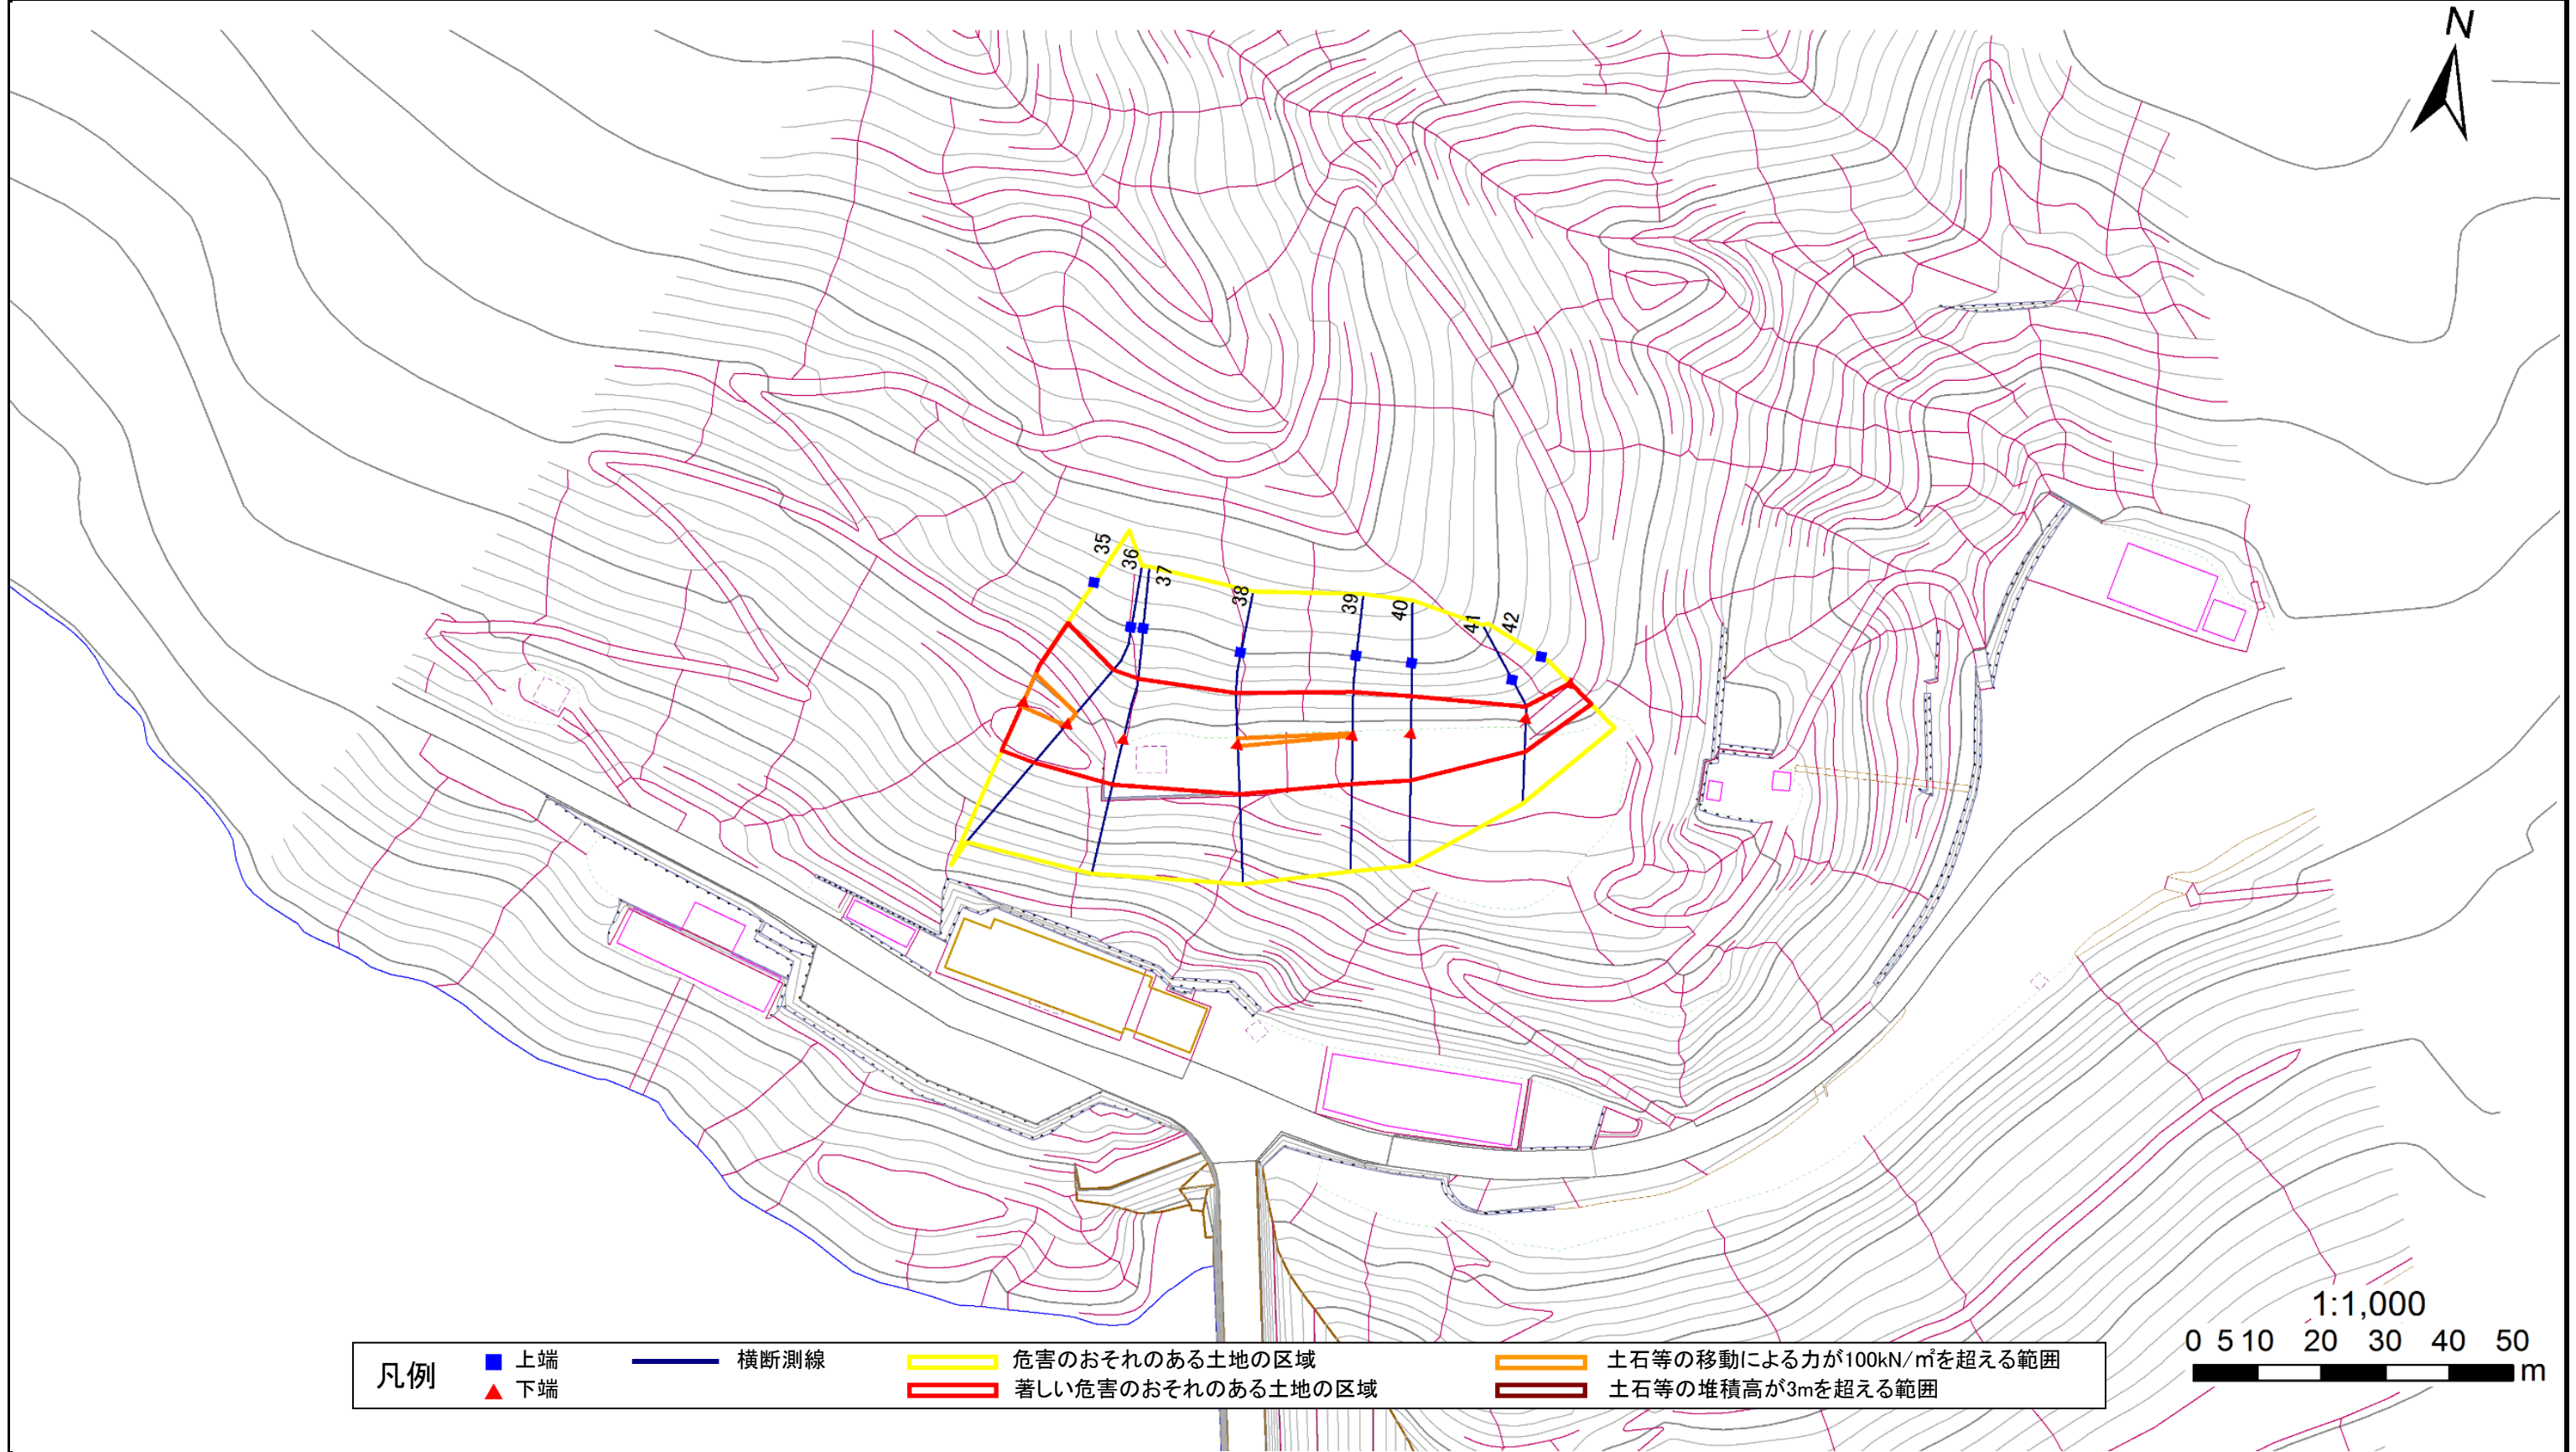 N
35
36
37
38
39
40
41
42
1:1,000
0 5 10 20 30 40 50
m
凡例
上端
下端
横断測線
危害のおそれのある土地の区域
著しい危害のおそれのある土地の区域
土石等の移動による力が100kN/㎡を超える範囲
土石等の堆積高が3mを超える範囲